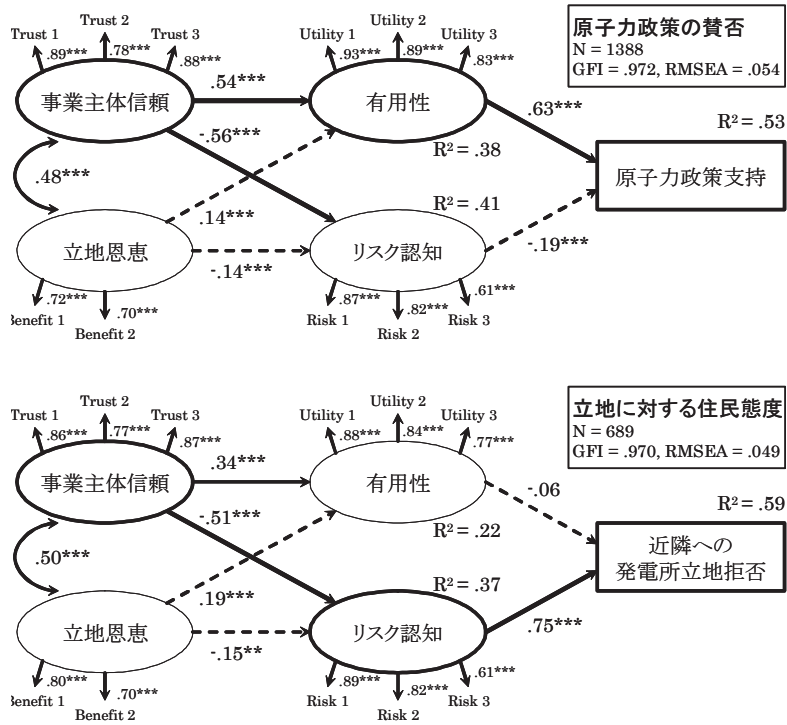 Trust 1
Trust 2
Trust 3
.89***
.78***
.88***
Utility 1
Utility 2
Utility 3
.93***
.89***
.83***
原子力政策の賛否
N = 1388
GFI = .972, RMSEA = .054
事業主体信頼
.54***
有用性
R² = .38
.63***
R² = .53
原子力政策支持
-.56***
.48***
.14***
R² = .41
立地恩恵
-.14***
リスク認知
-.19***
.72***
.70***
Benefit 1
Benefit 2
.87***
.82***
.61***
Risk 1
Risk 2
Risk 3
Trust 1
Trust 2
Trust 3
.86***
.77***
.87***
Utility 1
Utility 2
Utility 3
.88***
.84***
.77***
立地に対する住民態度
N = 689
GFI = .970, RMSEA = .049
事業主体信頼
.34***
有用性
R² = .22
-.06
R² = .59
近隣への
発電所立地拒否
-.51***
.50***
.19***
R² = .37
立地恩恵
-.15**
リスク認知
.75***
.80***
.70***
Benefit 1
Benefit 2
.89***
.82***
.61***
Risk 1
Risk 2
Risk 3